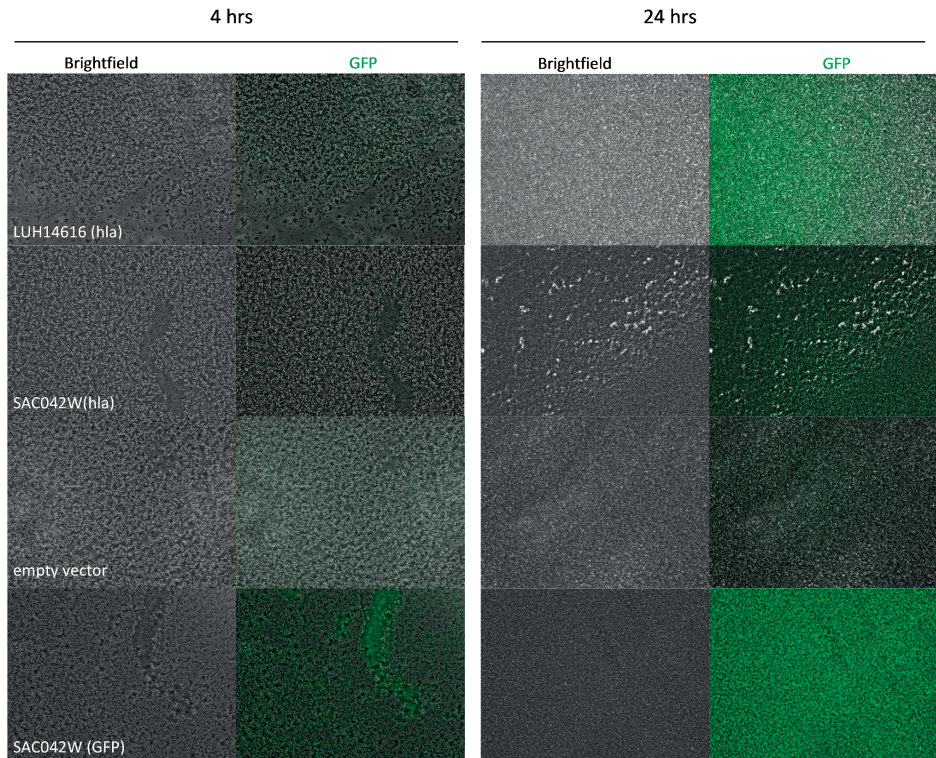 4 hrs
24 hrs
Brightfield
GFP
Brightfield
GFP
LUH14616 (hla)
SAC042W(hla)
empty vector
SAC042W (GFP)